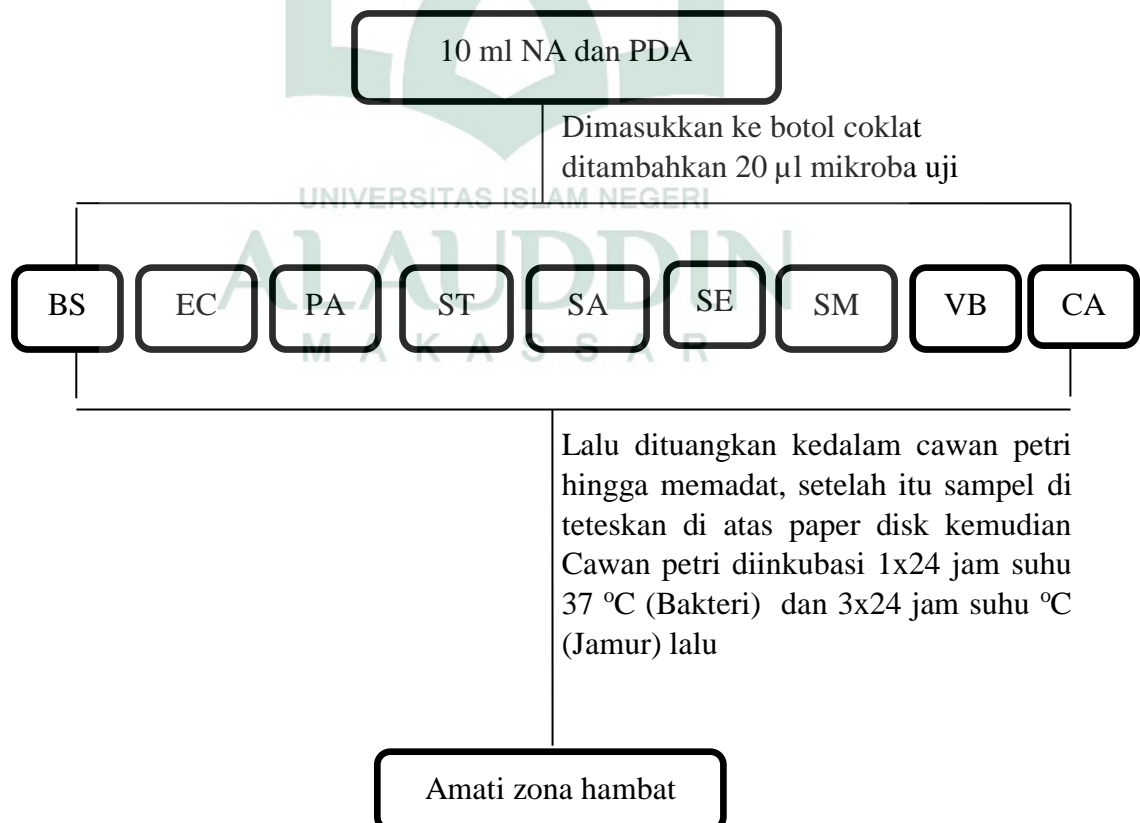 10 ml NA dan PDA
Dimasukkan ke botol coklat
ditambahkan 20 µl mikroba uji
UNIVERSITAS ISLAM NEGERI
ALAUDDIN
BS EC PA ST SA SE SM VB CA
MAKASSAR
Lalu dituangkan kedalam cawan petri
hingga memadat, setelah itu sampel di
teteskan di atas paper disk kemudian
Cawan petri diinkubasi 1x24 jam suhu
37 ºC (Bakteri) dan 3x24 jam suhu ºC
(Jamur) lalu
Amati zona hambat